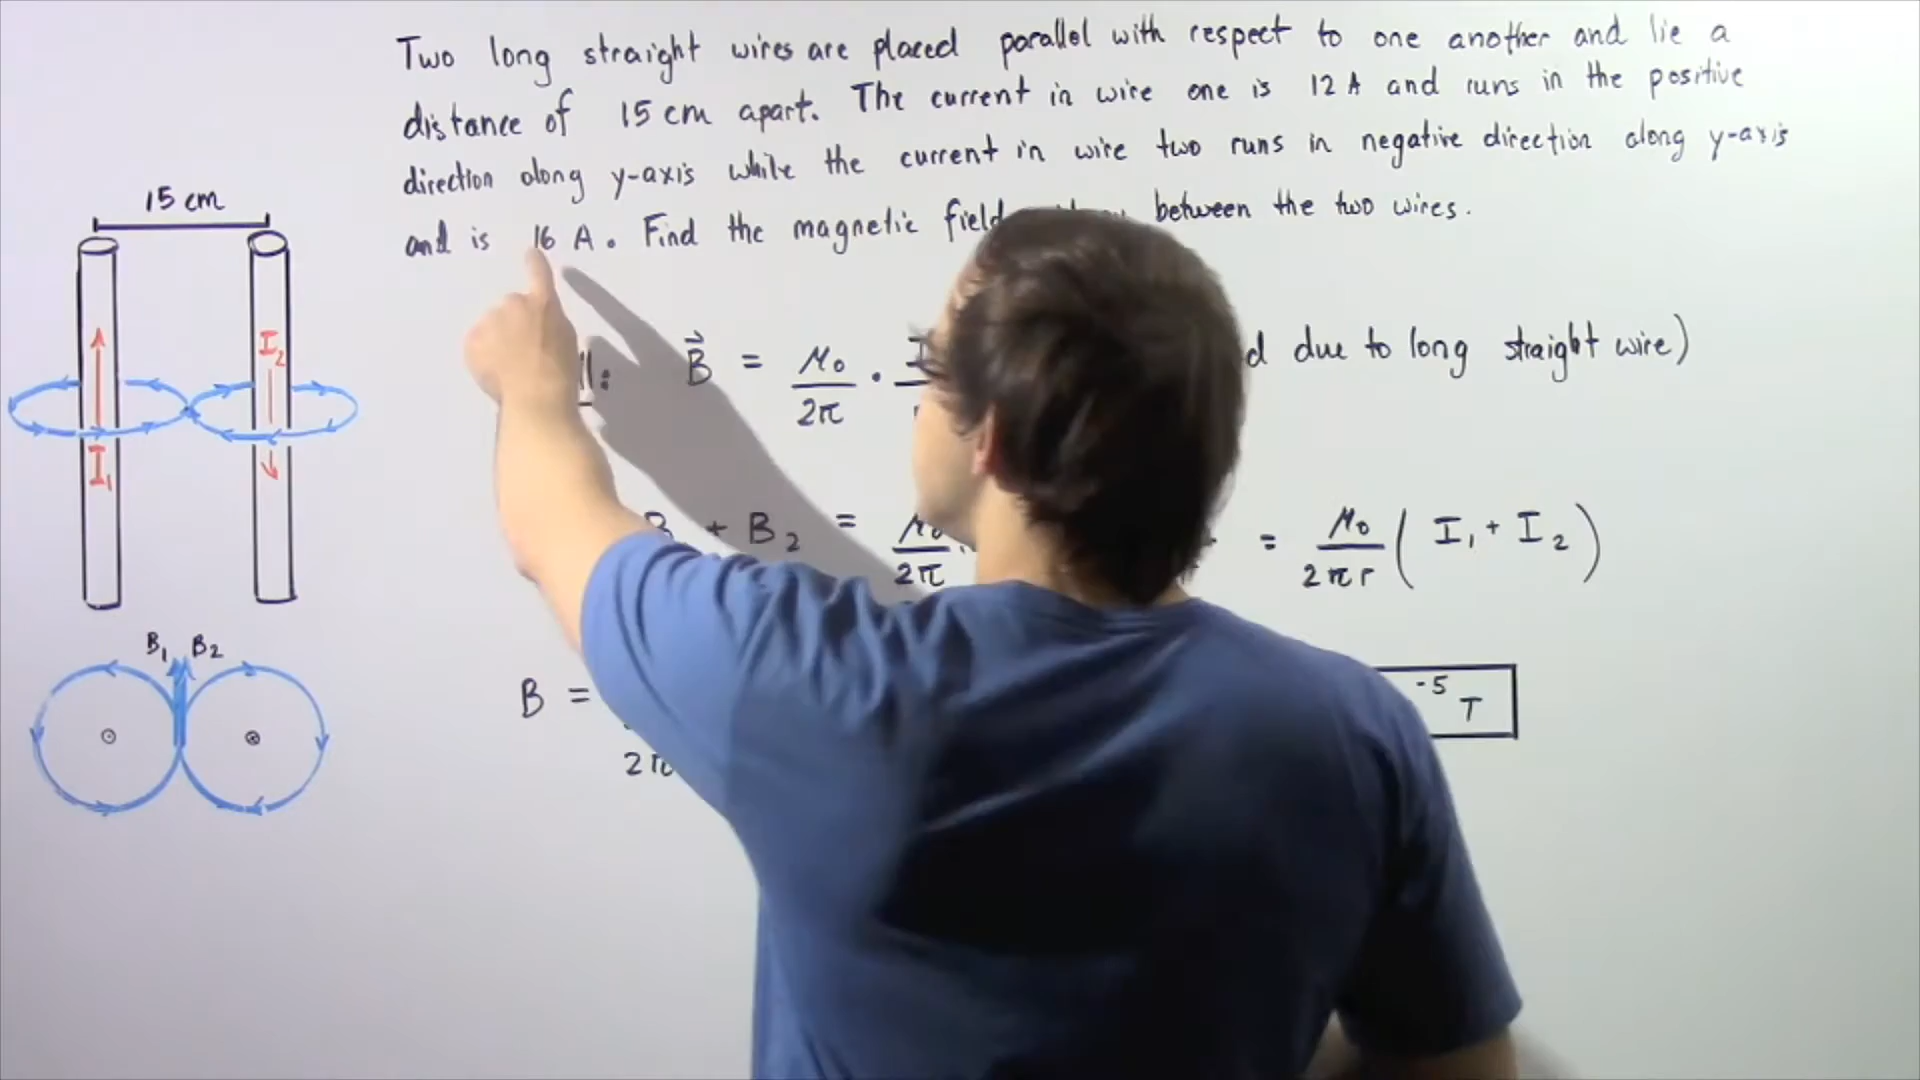 Two long straight wires are placed parallel with respect to one another and lie a
distance of 15 cm apart. The current in wire one is 12 A and runs in the positive
direction along y-axis while the current in wire two runs in negative direction along y-axis
and is 16 A. Find the magnetic field between the two wires.
15 cm
I₂
I₁
B⃗ = μ₀/2π · due to long straight wire)
+ B₂ = μ₀/2π · = μ₀/2πr ( I₁ + I₂ )
B₁ B₂
B =
2π
-5 T